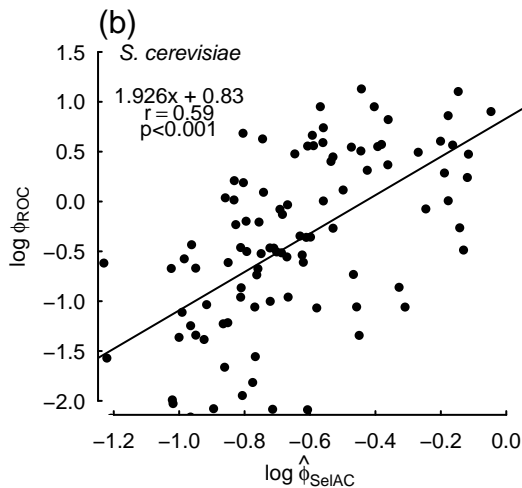 (b)
S. cerevisiae
1.926x + 0.83
r = 0.59
p<0.001
log ϕROC
1.5
1.0
0.5
0.0
−0.5
−1.0
−1.5
−2.0
−1.2 −1.0 −0.8 −0.6 −0.4 −0.2 0.0
log ϕ̂SelAC